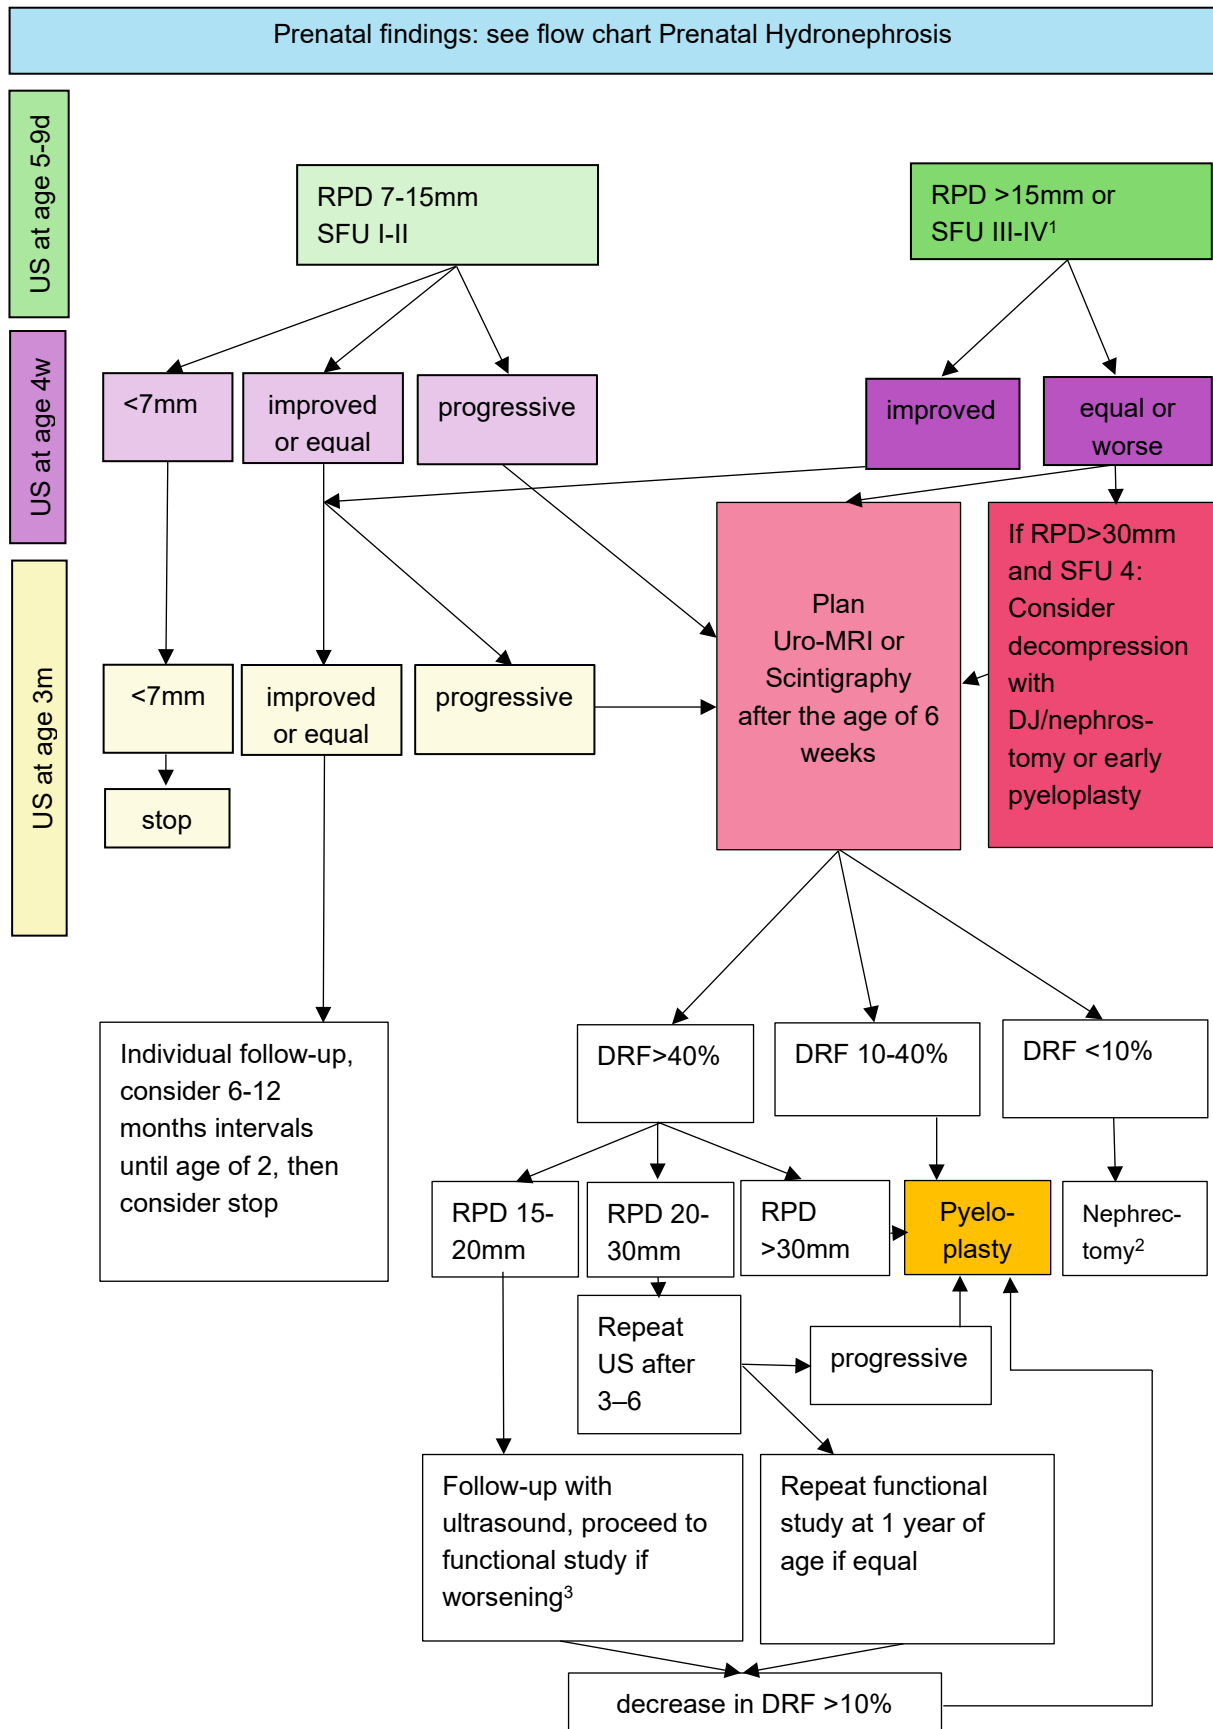 Prenatal findings: see flow chart Prenatal Hydronephrosis
US at age 5-9d
RPD 7-15mm
SFU I-II
RPD >15mm or
SFU III-IV¹
US at age 4w
<7mm
improved
or equal
progressive
improved
equal or
worse
US at age 3m
<7mm
improved
or equal
progressive
stop
Plan
Uro-MRI or
Scintigraphy
after the age of 6
weeks
If RPD>30mm
and SFU 4:
Consider
decompression
with
DJ/nephros-
tomy or early
pyeloplasty
Individual follow-up,
consider 6-12
months intervals
until age of 2, then
consider stop
DRF>40%
DRF 10-40%
DRF <10%
RPD 15-
20mm
RPD 20-
30mm
RPD
>30mm
Pyelo-
plasty
Nephrec-
tomy²
Repeat
US after
3–6
progressive
Follow-up with
ultrasound, proceed to
functional study if
worsening³
Repeat functional
study at 1 year of
age if equal
decrease in DRF >10%